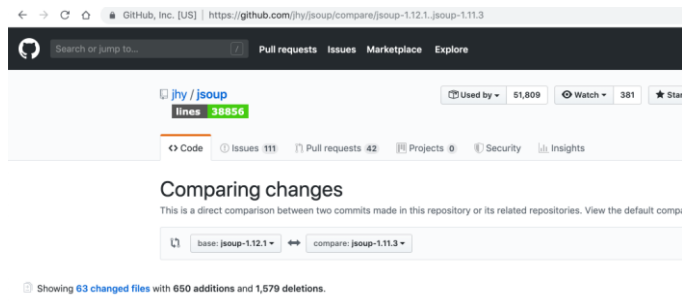 GitHub, Inc. [US] | https://github.com/jhy/jsoup/compare/jsoup-1.12.1..jsoup-1.11.3
Search or jump to... / Pull requests Issues Marketplace Explore
jhy / jsoup Used by 51,809 Watch 381 Star
lines 38856
Code Issues 111 Pull requests 42 Projects 0 Security Insights
Comparing changes
This is a direct comparison between two commits made in this repository or its related repositories. View the default compa
base: jsoup-1.12.1 compare: jsoup-1.11.3
Showing 63 changed files with 650 additions and 1,579 deletions.